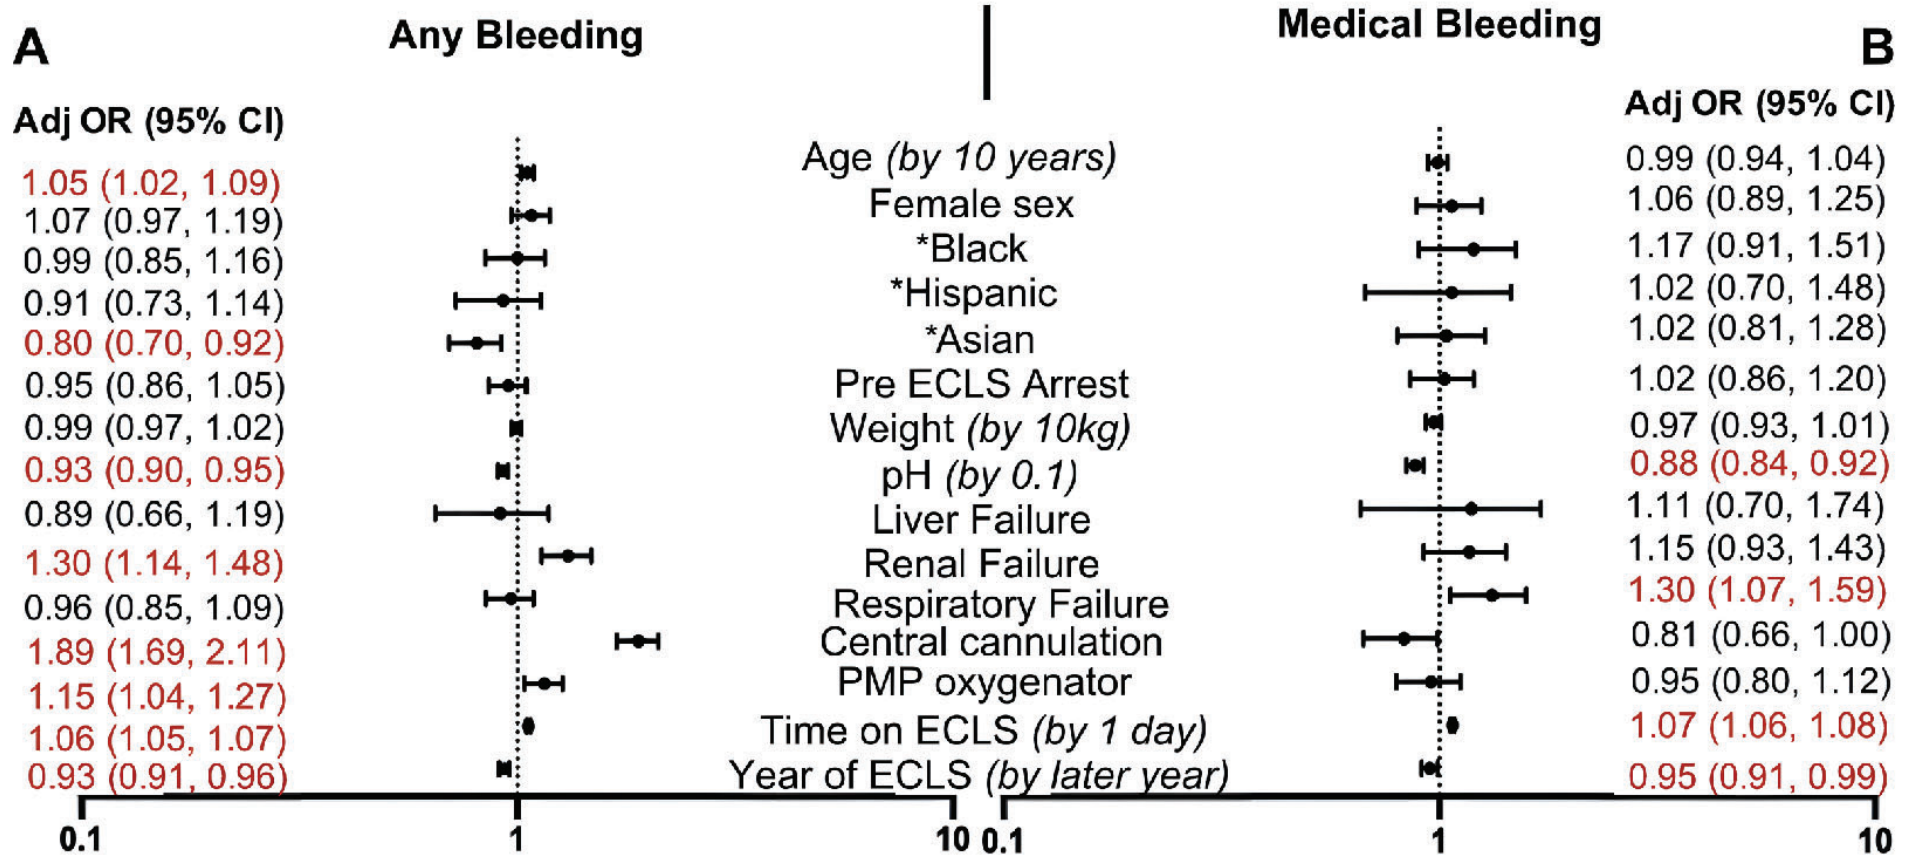 A
Any Bleeding
Medical Bleeding
B
Adj OR (95% CI)
Adj OR (95% CI)
1.05 (1.02, 1.09)
Age (by 10 years)
0.99 (0.94, 1.04)
1.07 (0.97, 1.19)
Female sex
1.06 (0.89, 1.25)
0.99 (0.85, 1.16)
*Black
1.17 (0.91, 1.51)
0.91 (0.73, 1.14)
*Hispanic
1.02 (0.70, 1.48)
0.80 (0.70, 0.92)
*Asian
1.02 (0.81, 1.28)
0.95 (0.86, 1.05)
Pre ECLS Arrest
1.02 (0.86, 1.20)
0.99 (0.97, 1.02)
Weight (by 10kg)
0.97 (0.93, 1.01)
0.93 (0.90, 0.95)
pH (by 0.1)
0.88 (0.84, 0.92)
0.89 (0.66, 1.19)
Liver Failure
1.11 (0.70, 1.74)
1.30 (1.14, 1.48)
Renal Failure
1.15 (0.93, 1.43)
0.96 (0.85, 1.09)
Respiratory Failure
1.30 (1.07, 1.59)
1.89 (1.69, 2.11)
Central cannulation
0.81 (0.66, 1.00)
1.15 (1.04, 1.27)
PMP oxygenator
0.95 (0.80, 1.12)
1.06 (1.05, 1.07)
Time on ECLS (by 1 day)
1.07 (1.06, 1.08)
0.93 (0.91, 0.96)
Year of ECLS (by later year)
0.95 (0.91, 0.99)
0.1 1 10
0.1 1 10